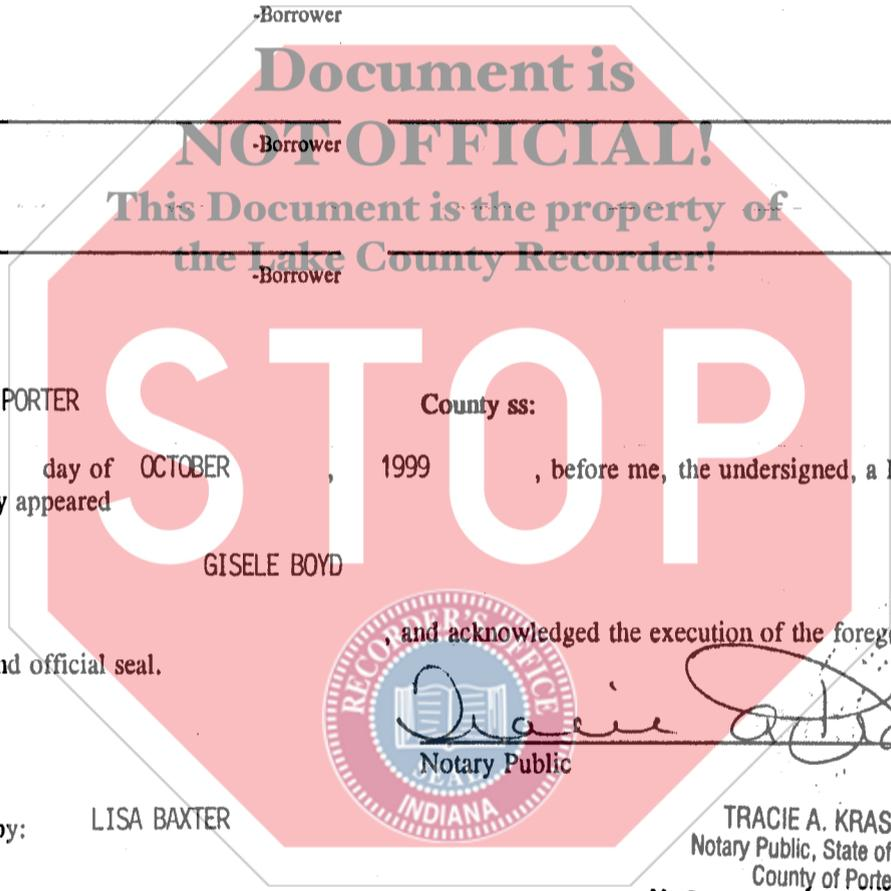 -Borrower
Document is
NOT OFFICIAL!
-Borrower
This Document is the property of
the Lake County Recorder!
-Borrower
STOP
PORTER County ss:
day of OCTOBER , 1999 , before me, the undersigned, a
y appeared
GISELE BOYD
, and acknowledged the execution of the foreg
nd official seal.
RECORDER'S OFFICE
SEAL
INDIANA
Tracie A
Notary Public
by: LISA BAXTER
TRACIE A. KRAS
Notary Public, State of
County of Porte